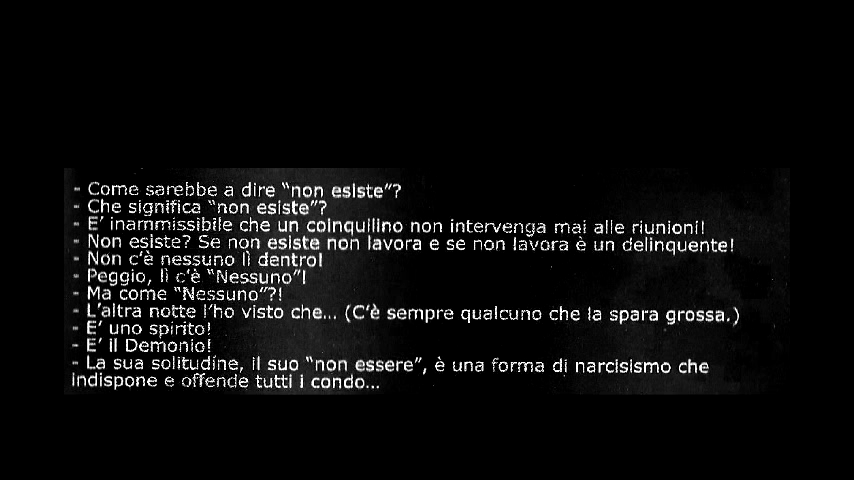 - Come sarebbe a dire "non esiste"?
- Che significa "non esiste"?
- E' inammissibile che un coinquilino non intervenga mai alle riunioni!
- Non esiste? Se non esiste non lavora e se non lavora è un delinquente!
- Non c'è nessuno lì dentro!
- Peggio, lì c'è "Nessuno"!
- Ma come "Nessuno"?!
- L'altra notte l'ho visto che... (C'è sempre qualcuno che la spara grossa.)
- E' uno spirito!
- E' il Demonio!
- La sua solitudine, il suo "non essere", è una forma di narcisismo che
indispone e offende tutti i condo...